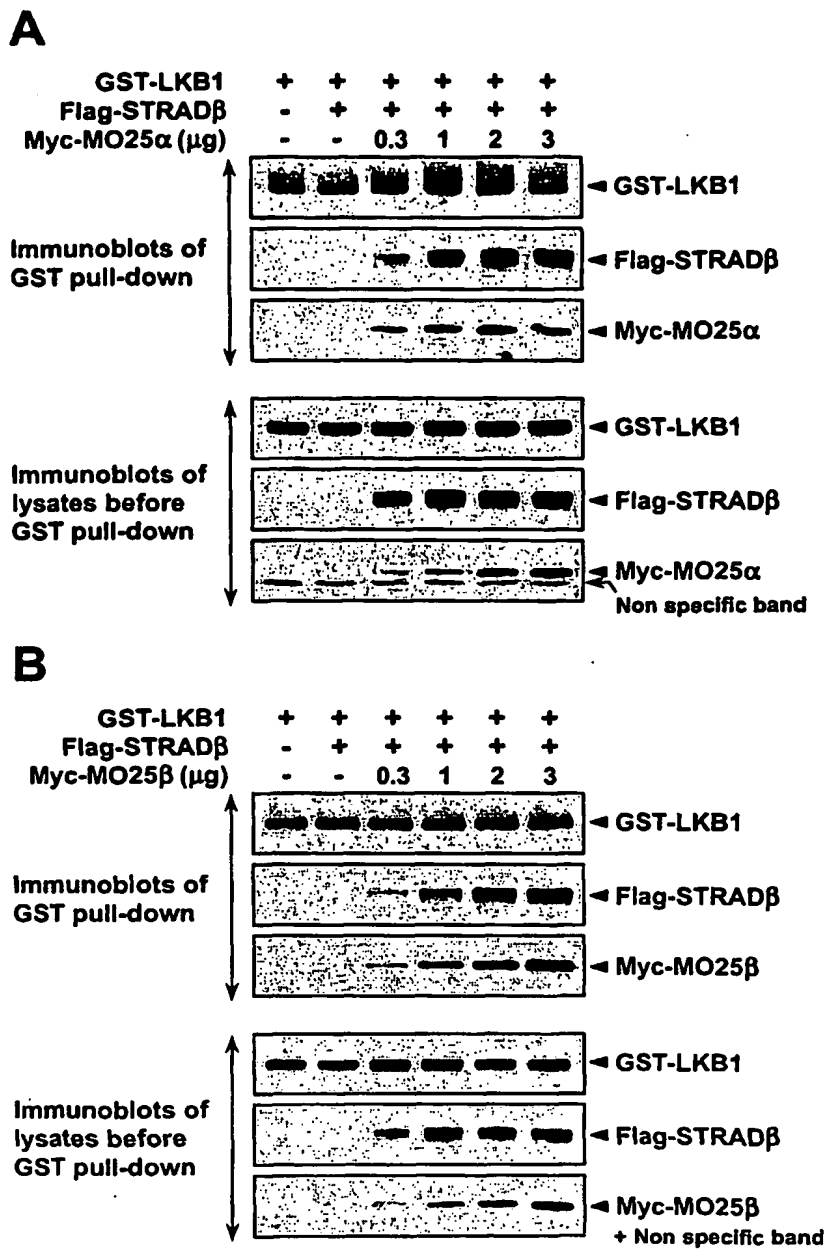 A
GST-LKB1 + + + + + +
Flag-STRADβ - + + + + +
Myc-MO25α (µg) - - 0.3 1 2 3
GST-LKB1
Immunoblots of
GST pull-down
Flag-STRADβ
Myc-MO25α
GST-LKB1
Immunoblots of
lysates before
GST pull-down
Flag-STRADβ
Myc-MO25α
Non specific band
B
GST-LKB1 + + + + + +
Flag-STRADβ - + + + + +
Myc-MO25β (µg) - - 0.3 1 2 3
GST-LKB1
Immunoblots of
GST pull-down
Flag-STRADβ
Myc-MO25β
GST-LKB1
Immunoblots of
lysates before
GST pull-down
Flag-STRADβ
Myc-MO25β
+ Non specific band